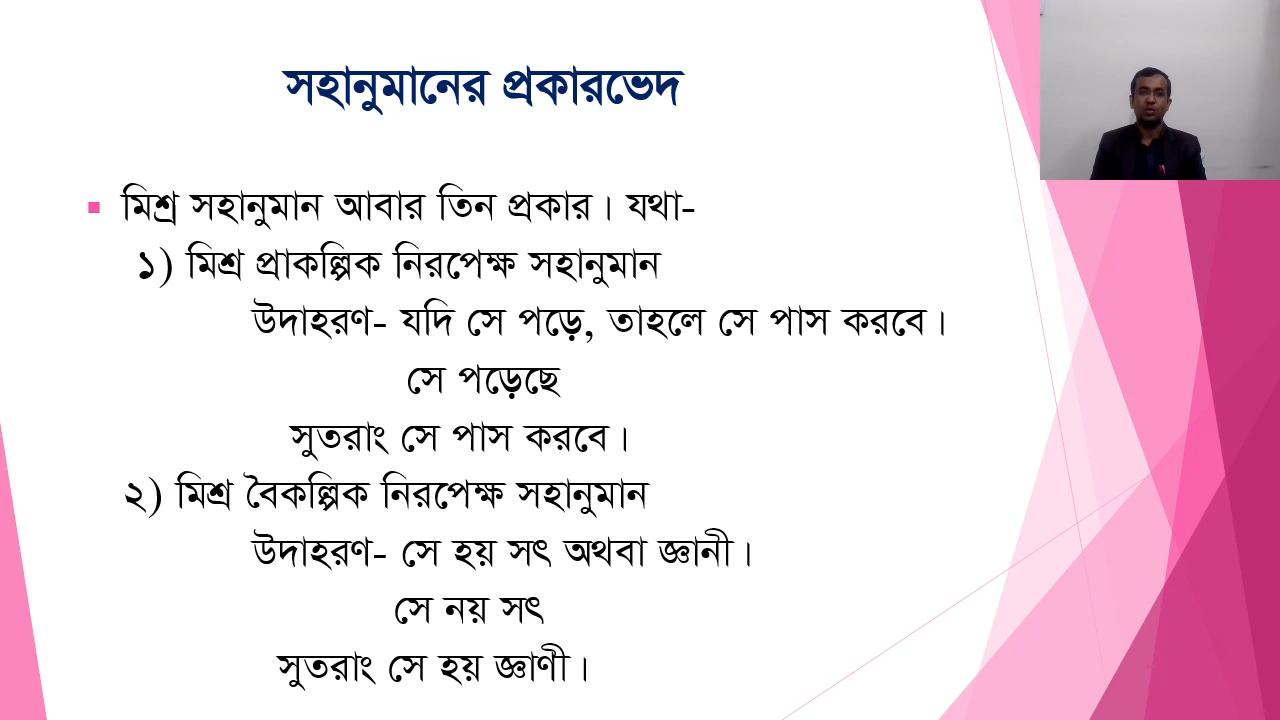 সহানুমানের প্রকারভেদ
মিশ্র সহানুমান আবার তিন প্রকার। যথা-
১) মিশ্র প্রাকল্পিক নিরপেক্ষ সহানুমান
উদাহরণ- যদি সে পড়ে, তাহলে সে পাস করবে।
সে পড়েছে
সুতরাং সে পাস করবে।
২) মিশ্র বৈকল্পিক নিরপেক্ষ সহানুমান
উদাহরণ- সে হয় সৎ অথবা জ্ঞানী।
সে নয় সৎ
সুতরাং সে হয় জ্ঞাণী।